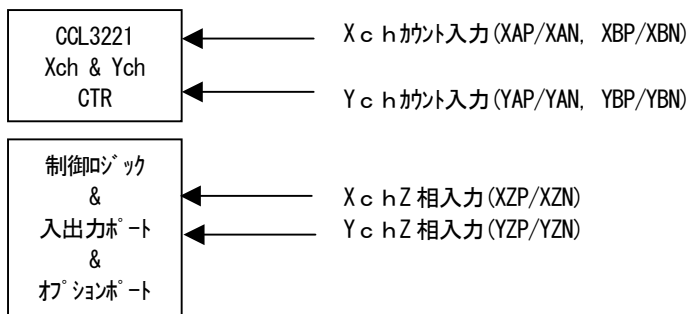 CCL3221
Xch & Ych
CTR
Xｃｈｶｳﾝﾄ入力(XAP/XAN, XBP/XBN)
Yｃｈｶｳﾝﾄ入力(YAP/YAN, YBP/YBN)
制御ﾛｼﾞｯｸ
&
入出力ﾎﾟｰﾄ
&
ｵﾌﾟｼｮﾝﾎﾟｰﾄ
XｃｈZ相入力(XZP/XZN)
YｃｈZ相入力(YZP/YZN)